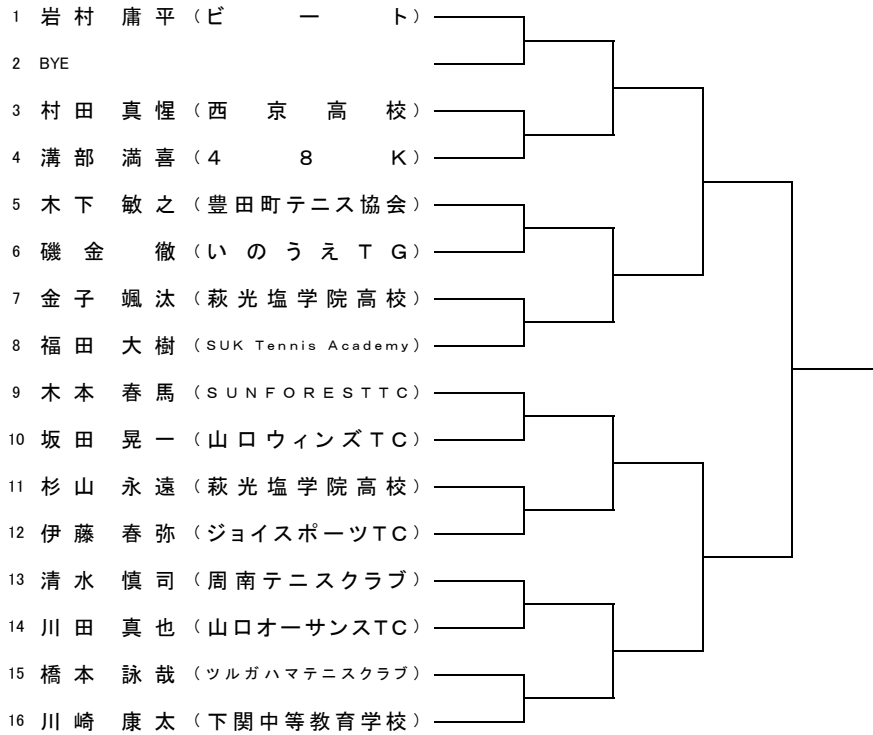 1 岩村 庸平 (ビート)
2 BYE
3 村田 真惺 (西京高校)
4 溝部 満喜 (48K)
5 木下 敏之 (豊田町テニス協会)
6 磯金 徹 (いのうえTG)
7 金子 颯汰 (萩光塩学院高校)
8 福田 大樹 (SUK Tennis Academy)
9 木本 春馬 (SUNFORESTTC)
10 坂田 晃一 (山口ウィンズTC)
11 杉山 永遠 (萩光塩学院高校)
12 伊藤 春弥 (ジョイスポーツTC)
13 清水 慎司 (周南テニスクラブ)
14 川田 真也 (山口オーサンスTC)
15 橋本 詠哉 (ツルガハマテニスクラブ)
16 川崎 康太 (下関中等教育学校)